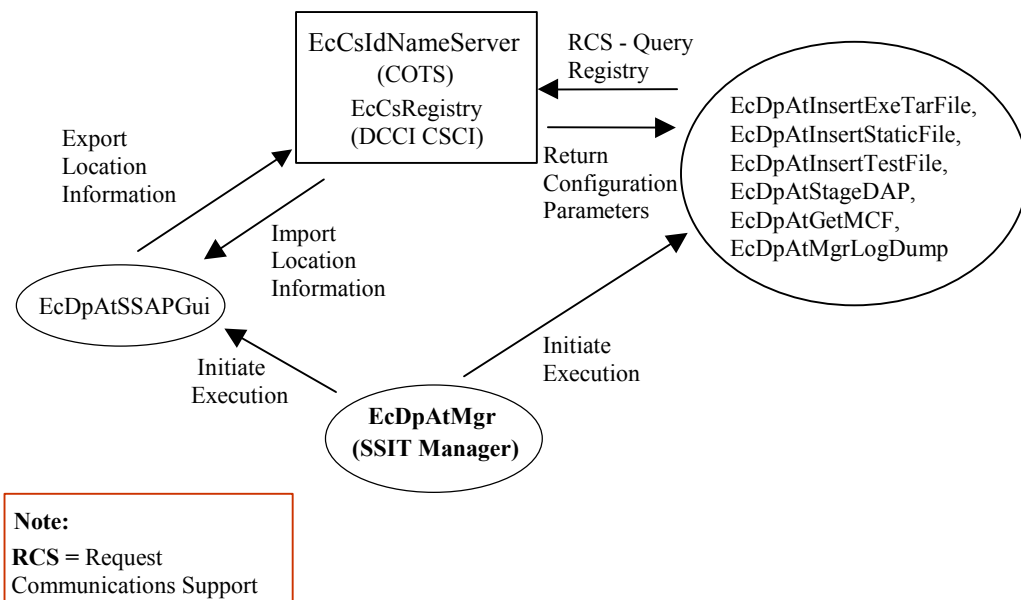 EcCsIdNameServer
(COTS)
EcCsRegistry
(DCCI CSCI)
RCS - Query
Registry
EcDpAtInsertExeTarFile,
EcDpAtInsertStaticFile,
EcDpAtInsertTestFile,
EcDpAtStageDAP,
EcDpAtGetMCF,
EcDpAtMgrLogDump
Export
Location
Information
Return
Configuration
Parameters
Import
Location
Information
EcDpAtSSAPGui
Initiate
Execution
Initiate
Execution
EcDpAtMgr
(SSIT Manager)
Note:
RCS = Request
Communications Support